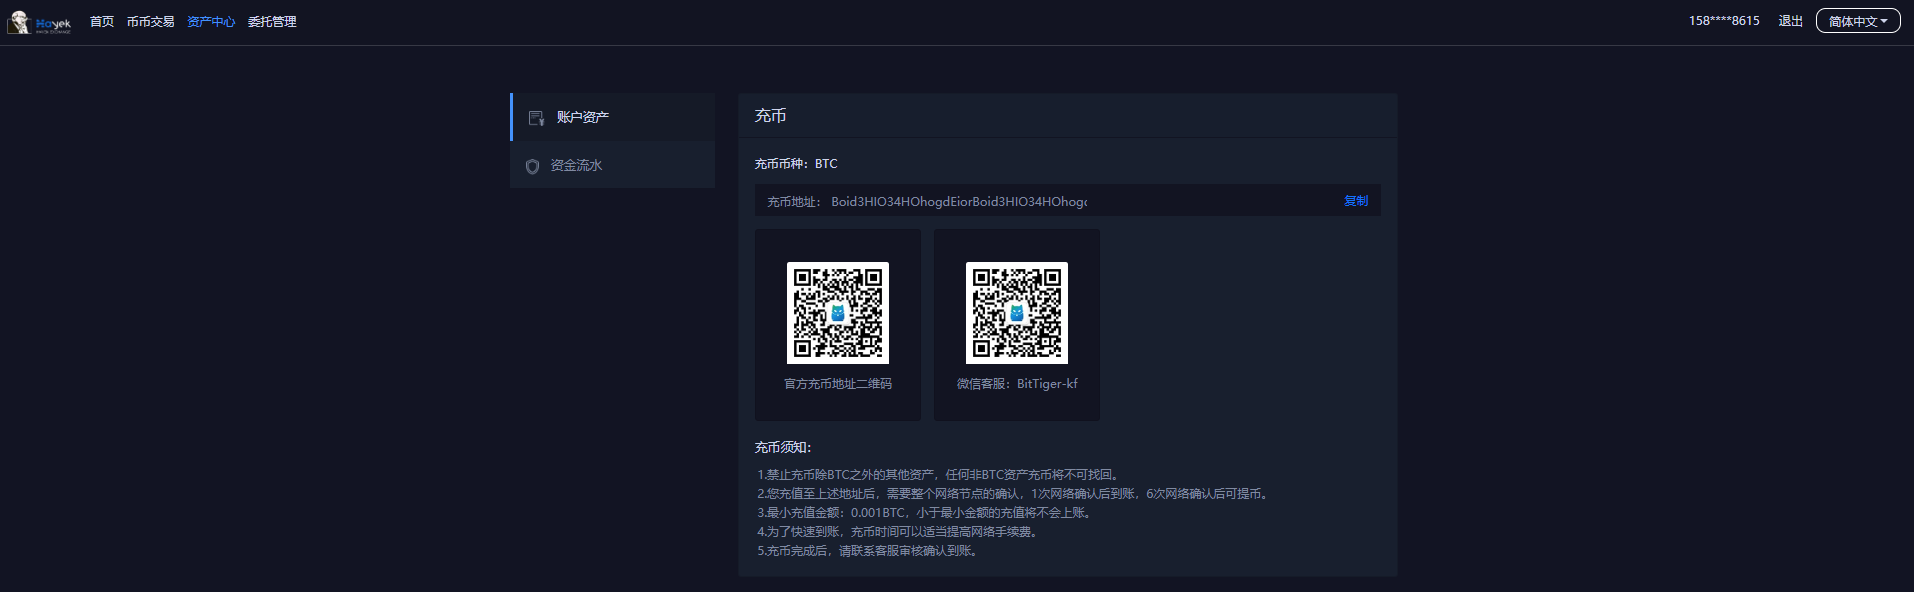 Hayek
首页 币币交易 资产中心 委托管理
158****8615 退出 简体中文
账户资产
资金流水
充币
充币币种：BTC
充币地址： Boid3HIO34HOhogdEiorBoid3HIO34HOhogd
复制
官方充币地址二维码
微信客服：BitTiger-kf
充币须知：
1.禁止充币除BTC之外的其他资产，任何非BTC资产充币将不可找回。
2.您充值至上述地址后，需要整个网络节点的确认，1次网络确认后到账，6次网络确认后可提币。
3.最小充值金额：0.001BTC，小于最小金额的充值将不会上账。
4.为了快速到账，充币时间可以适当提高网络手续费。
5.充币完成后，请联系客服审核确认到账。